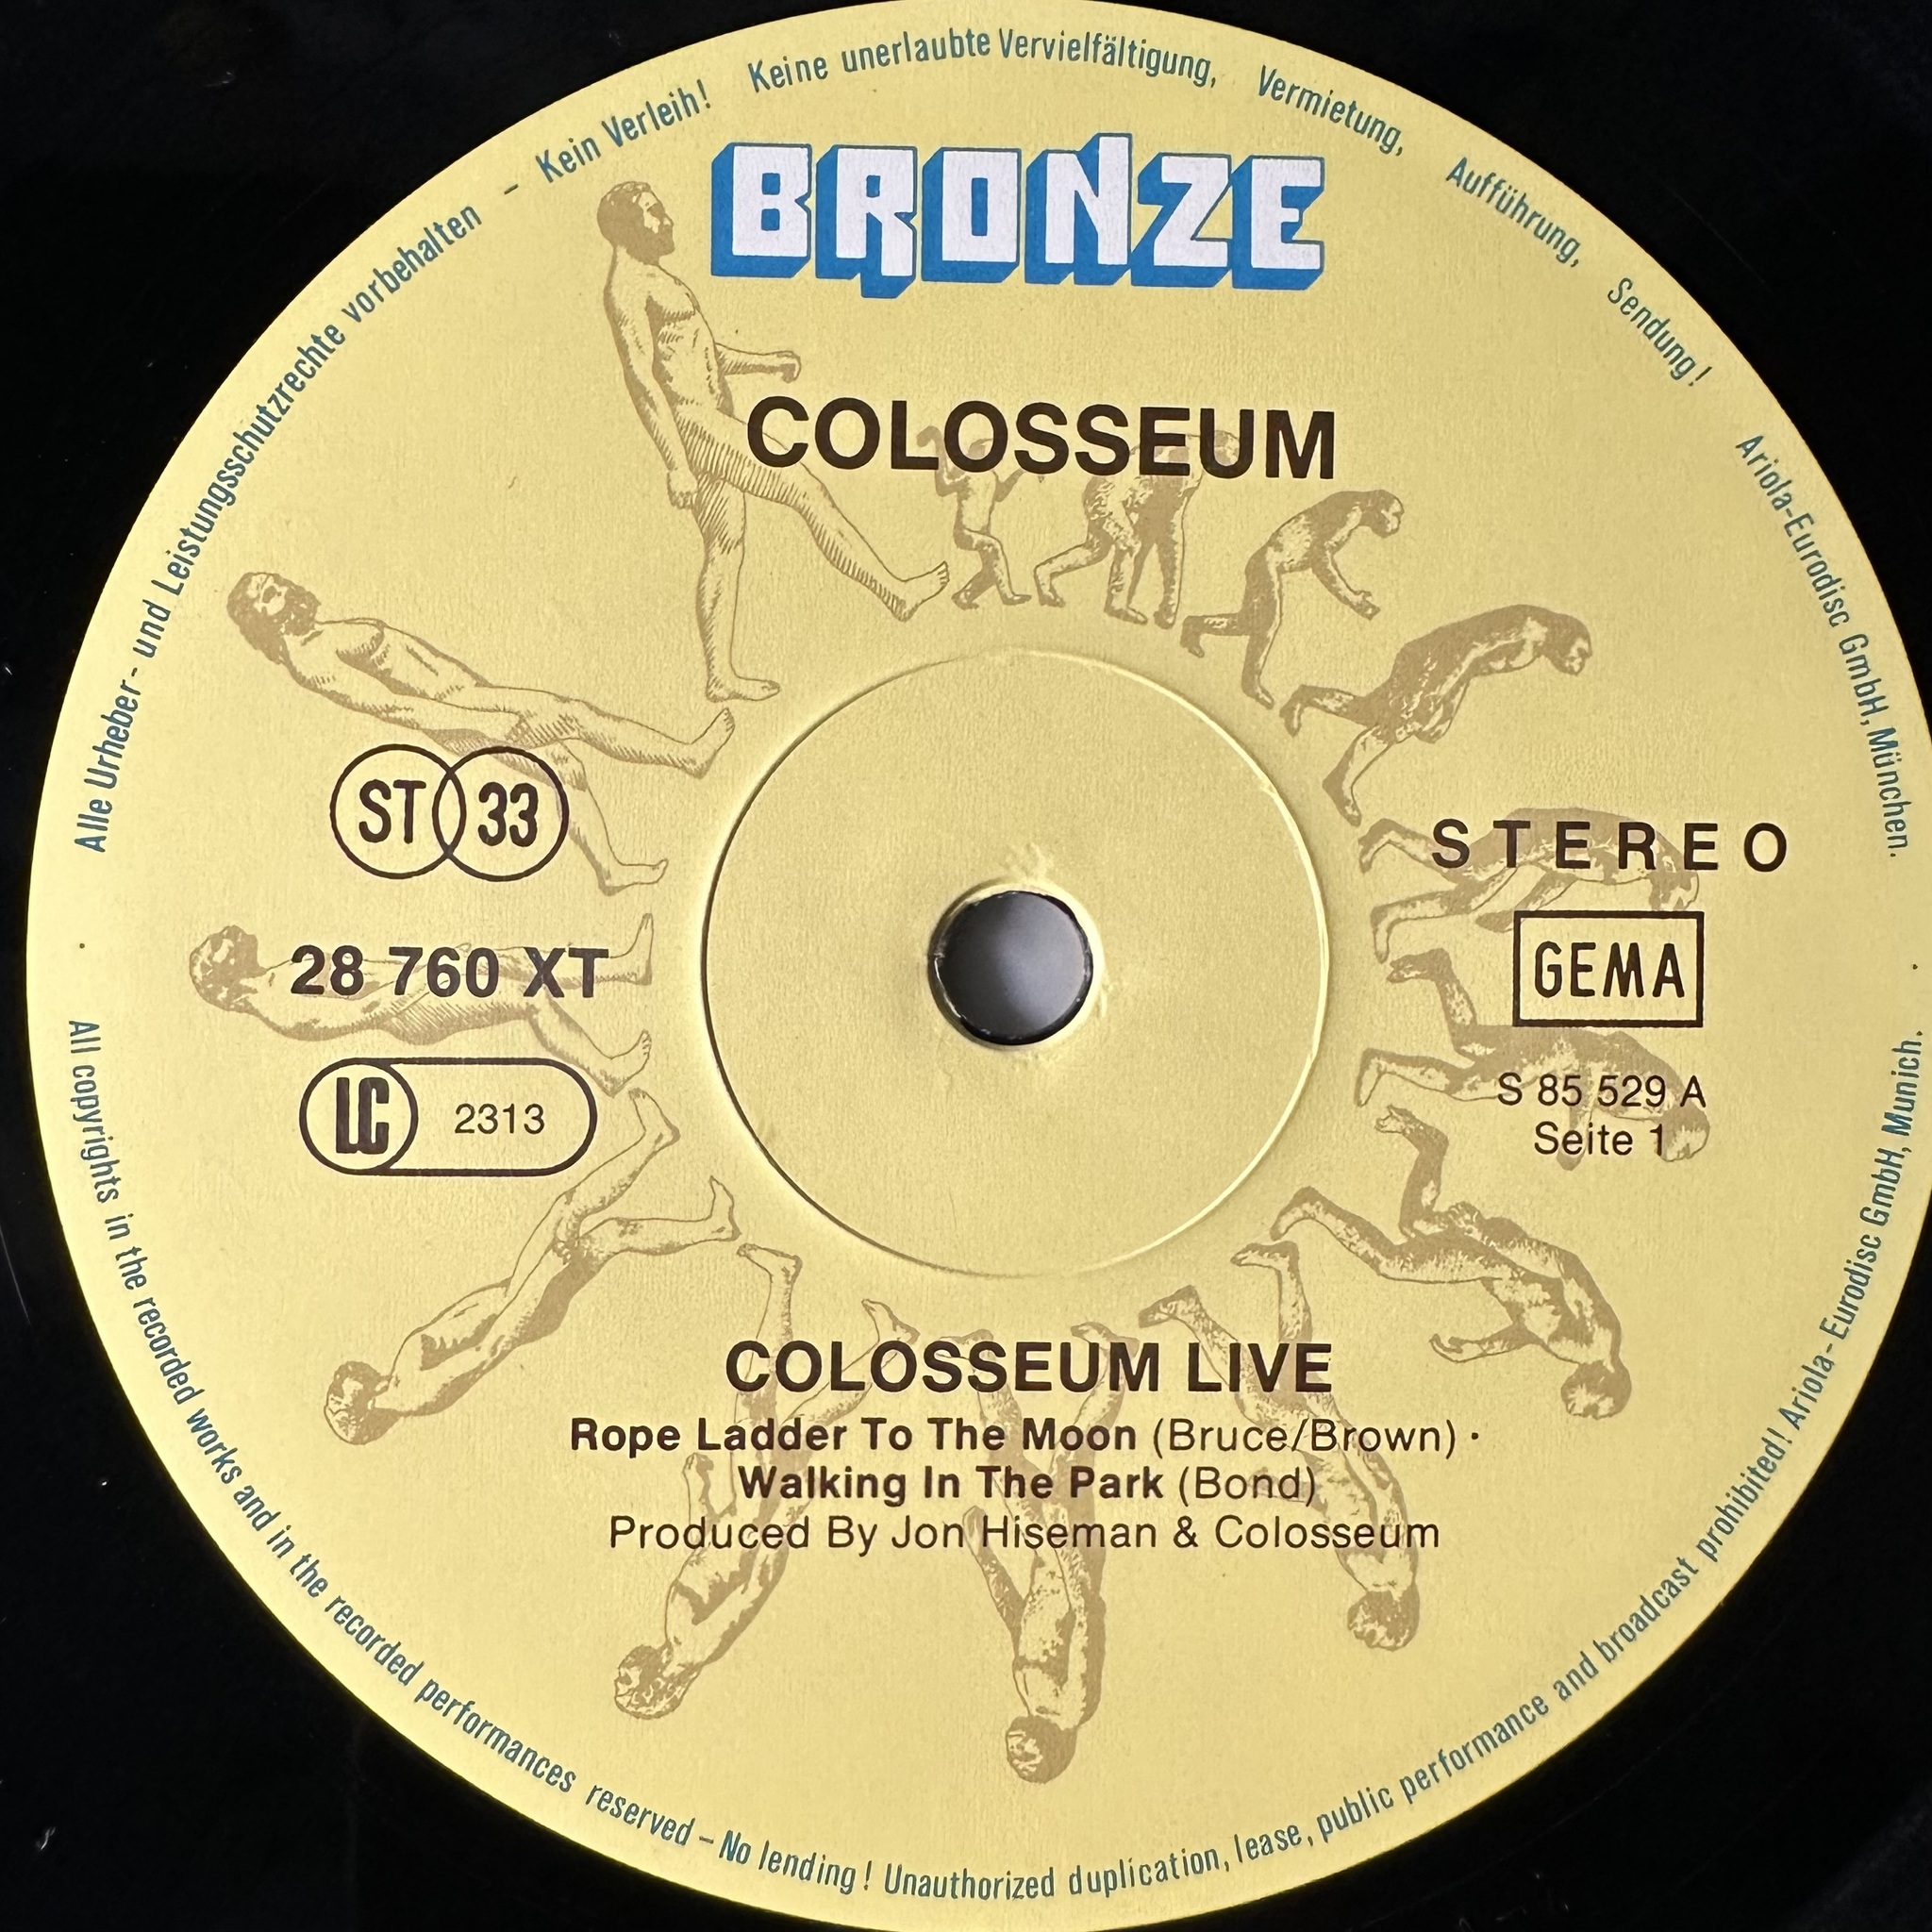 Alle Urheber- und Leistungsschutzrechte vorbehalten - Kein Verleih! Keine unerlaubte Vervielfältigung, Vermietung, Aufführung, Sendung! Ariola-Eurodisc GmbH, München.
BRONZE
COLOSSEUM
ST 33
STEREO
28 760 XT
GEMA
LC 2313
S 85 529 A
Seite 1
COLOSSEUM LIVE
Rope Ladder To The Moon (Bruce/Brown) ·
Walking In The Park (Bond)
Produced By Jon Hiseman & Colosseum
All copyrights in the recorded works and in the recorded performances reserved – No lending! Unauthorized duplication, lease, public performance and broadcast prohibited! Ariola-Eurodisc GmbH, Munich.